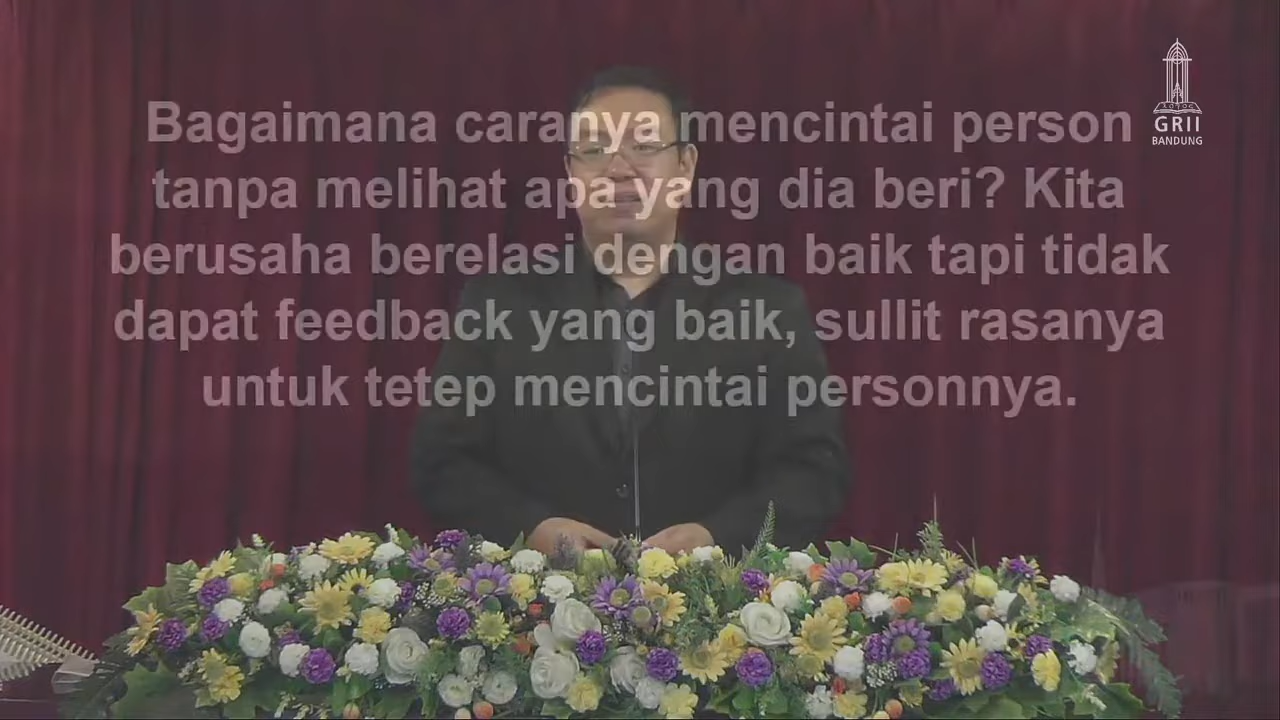 Bagaimana caranya mencintai person
tanpa melihat apa yang dia beri? Kita
berusaha berelasi dengan baik tapi tidak
dapat feedback yang baik, sullit rasanya
untuk tetep mencintai personnya.
GRII
BANDUNG